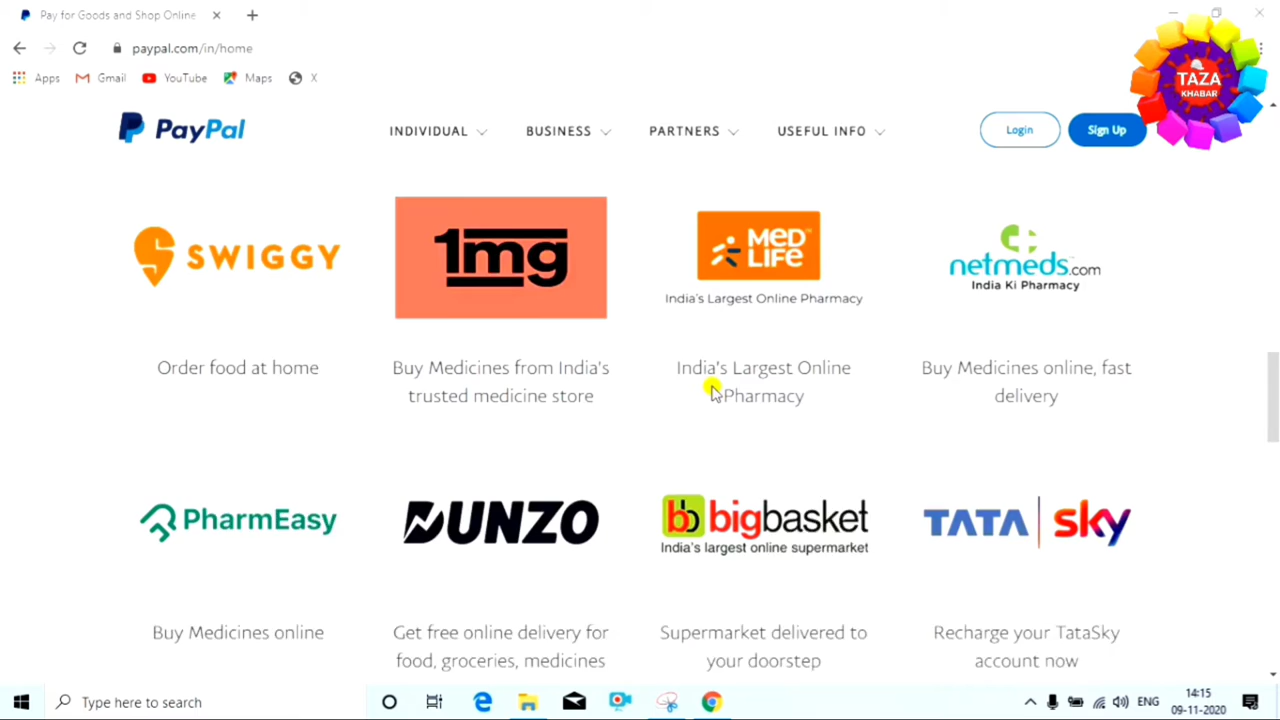 Pay for Goods and Shop Online
paypal.com/in/home
Apps
Gmail
YouTube
Maps
X
TAZA
KHABAR
PayPal
INDIVIDUAL
BUSINESS
PARTNERS
USEFUL INFO
Login
Sign Up
SWIGGY
1mg
MED
LIFE
India's Largest Online Pharmacy
netmeds.com
India Ki Pharmacy
Order food at home
Buy Medicines from India's
trusted medicine store
India's Largest Online
Pharmacy
Buy Medicines online, fast
delivery
PharmEasy
DUNZO
bb bigbasket
India's largest online supermarket
TATA sky
Buy Medicines online
Get free online delivery for
food, groceries, medicines
Supermarket delivered to
your doorstep
Recharge your TataSky
account now
Type here to search
ENG
14:15
09-11-2020